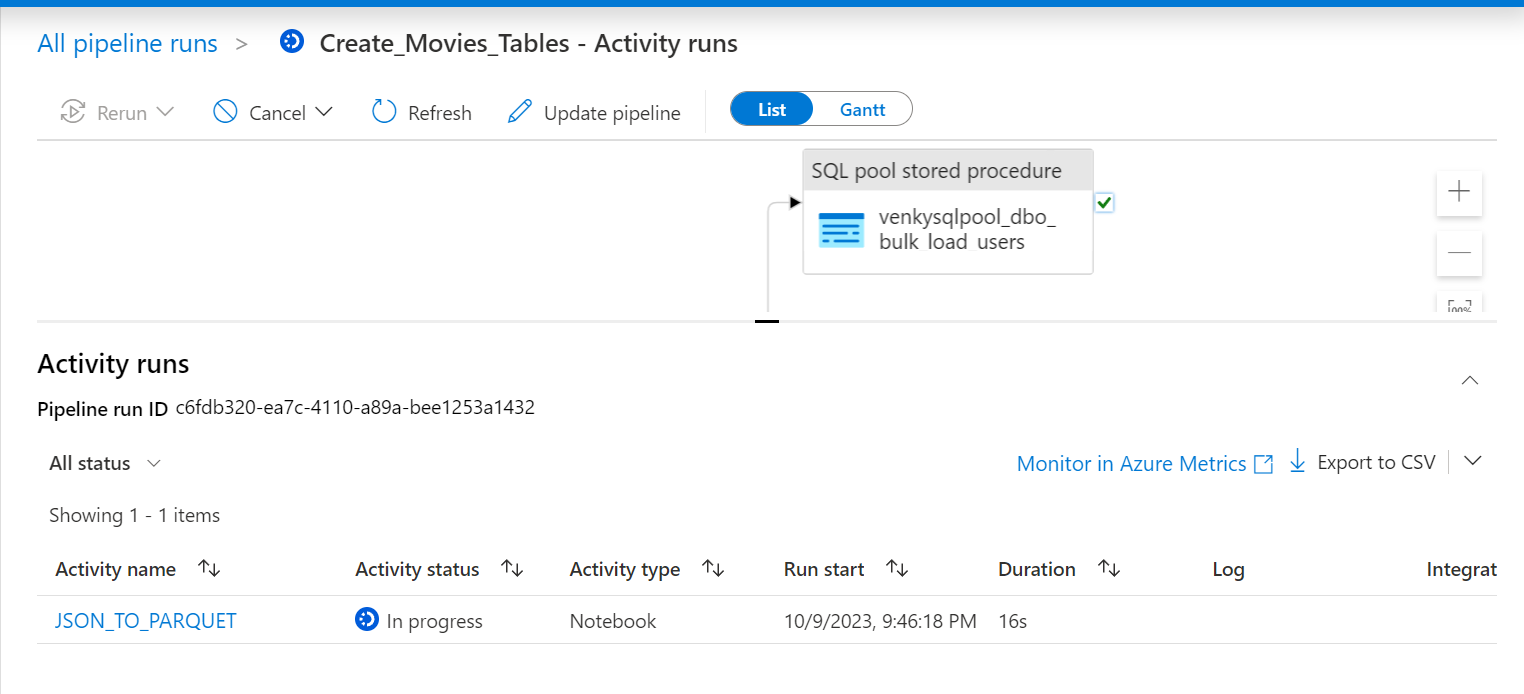 All pipeline runs > Create_Movies_Tables - Activity runs
Rerun Cancel Refresh Update pipeline List Gantt
SQL pool stored procedure
venkysqlpool_dbo_
bulk_load_users
100%
Activity runs
Pipeline run ID c6fdb320-ea7c-4110-a89a-bee1253a1432
All status Monitor in Azure Metrics Export to CSV
Showing 1 - 1 items
Activity name Activity status Activity type Run start Duration Log Integrat
JSON_TO_PARQUET In progress Notebook 10/9/2023, 9:46:18 PM 16s